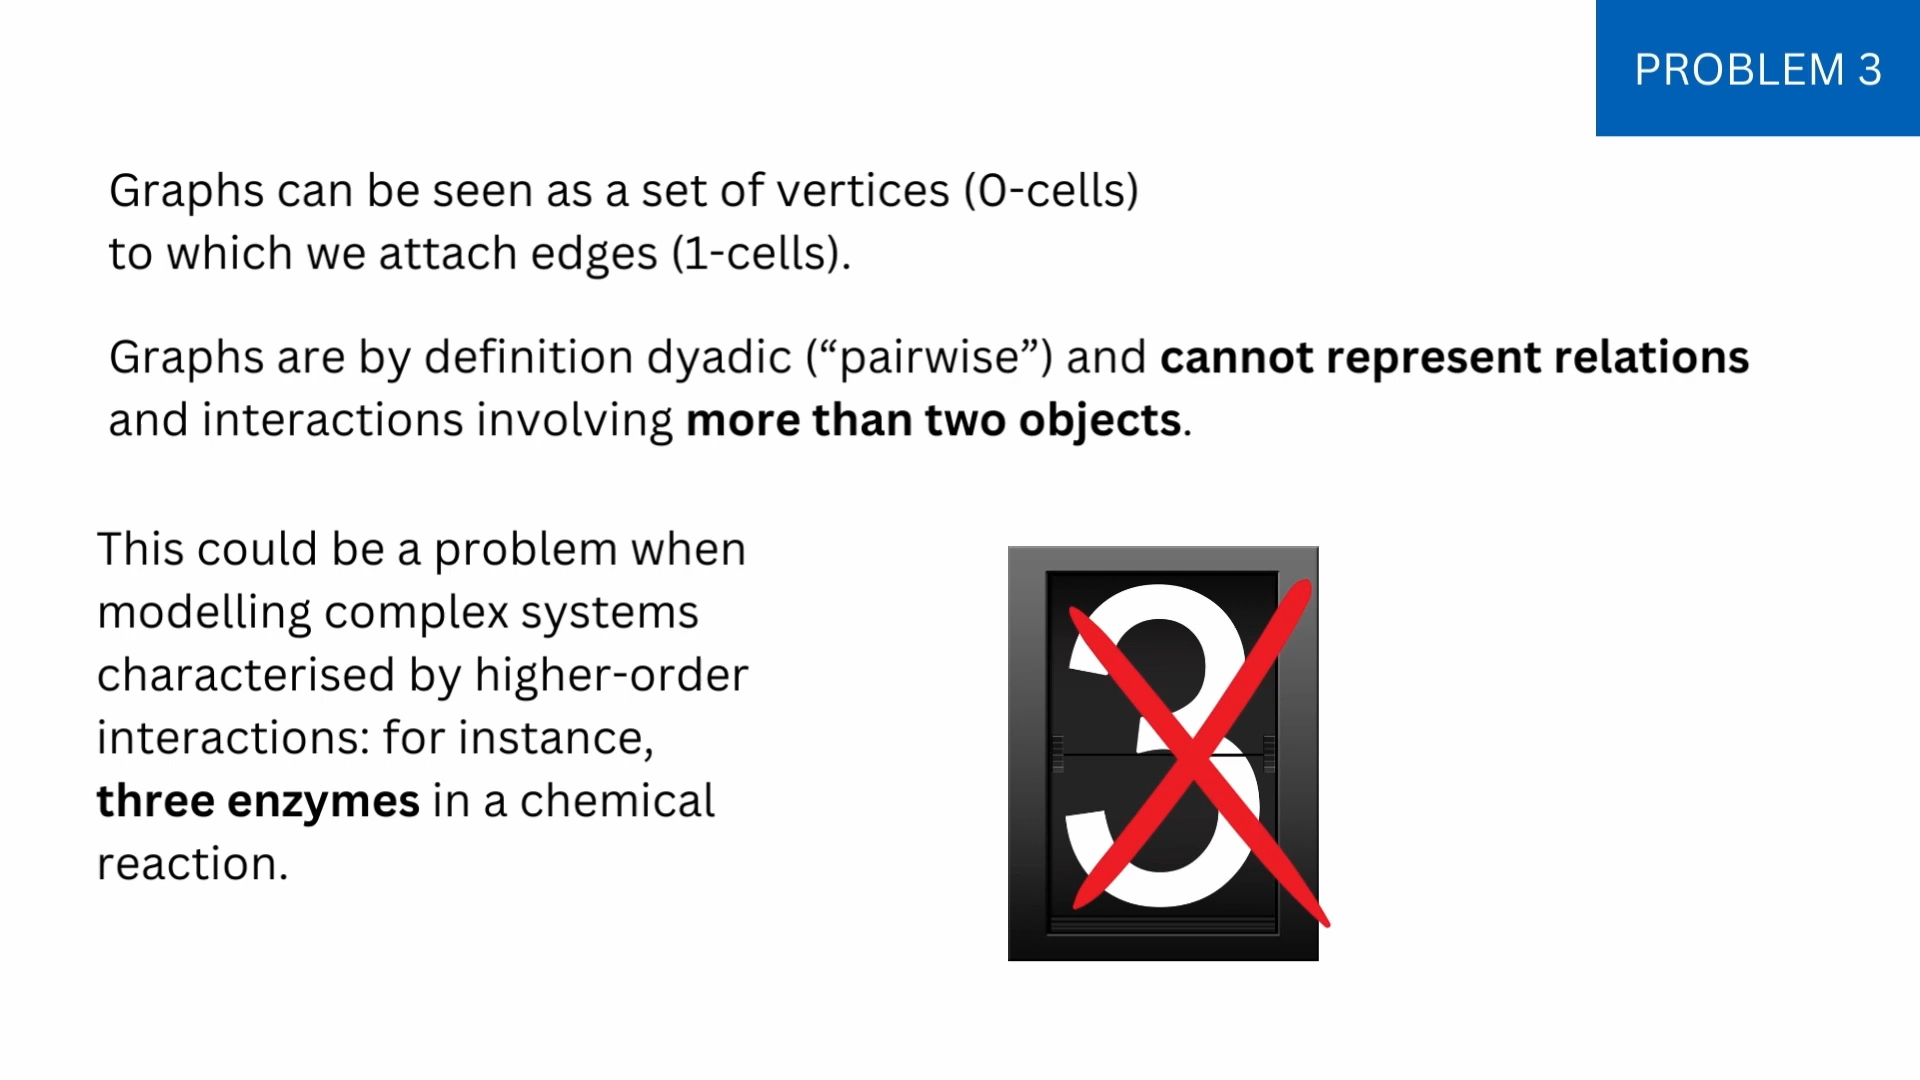 PROBLEM 3
Graphs can be seen as a set of vertices (0-cells)
to which we attach edges (1-cells).
Graphs are by definition dyadic (“pairwise”) and cannot represent relations
and interactions involving more than two objects.
This could be a problem when
modelling complex systems
characterised by higher-order
interactions: for instance,
three enzymes in a chemical
reaction.
3